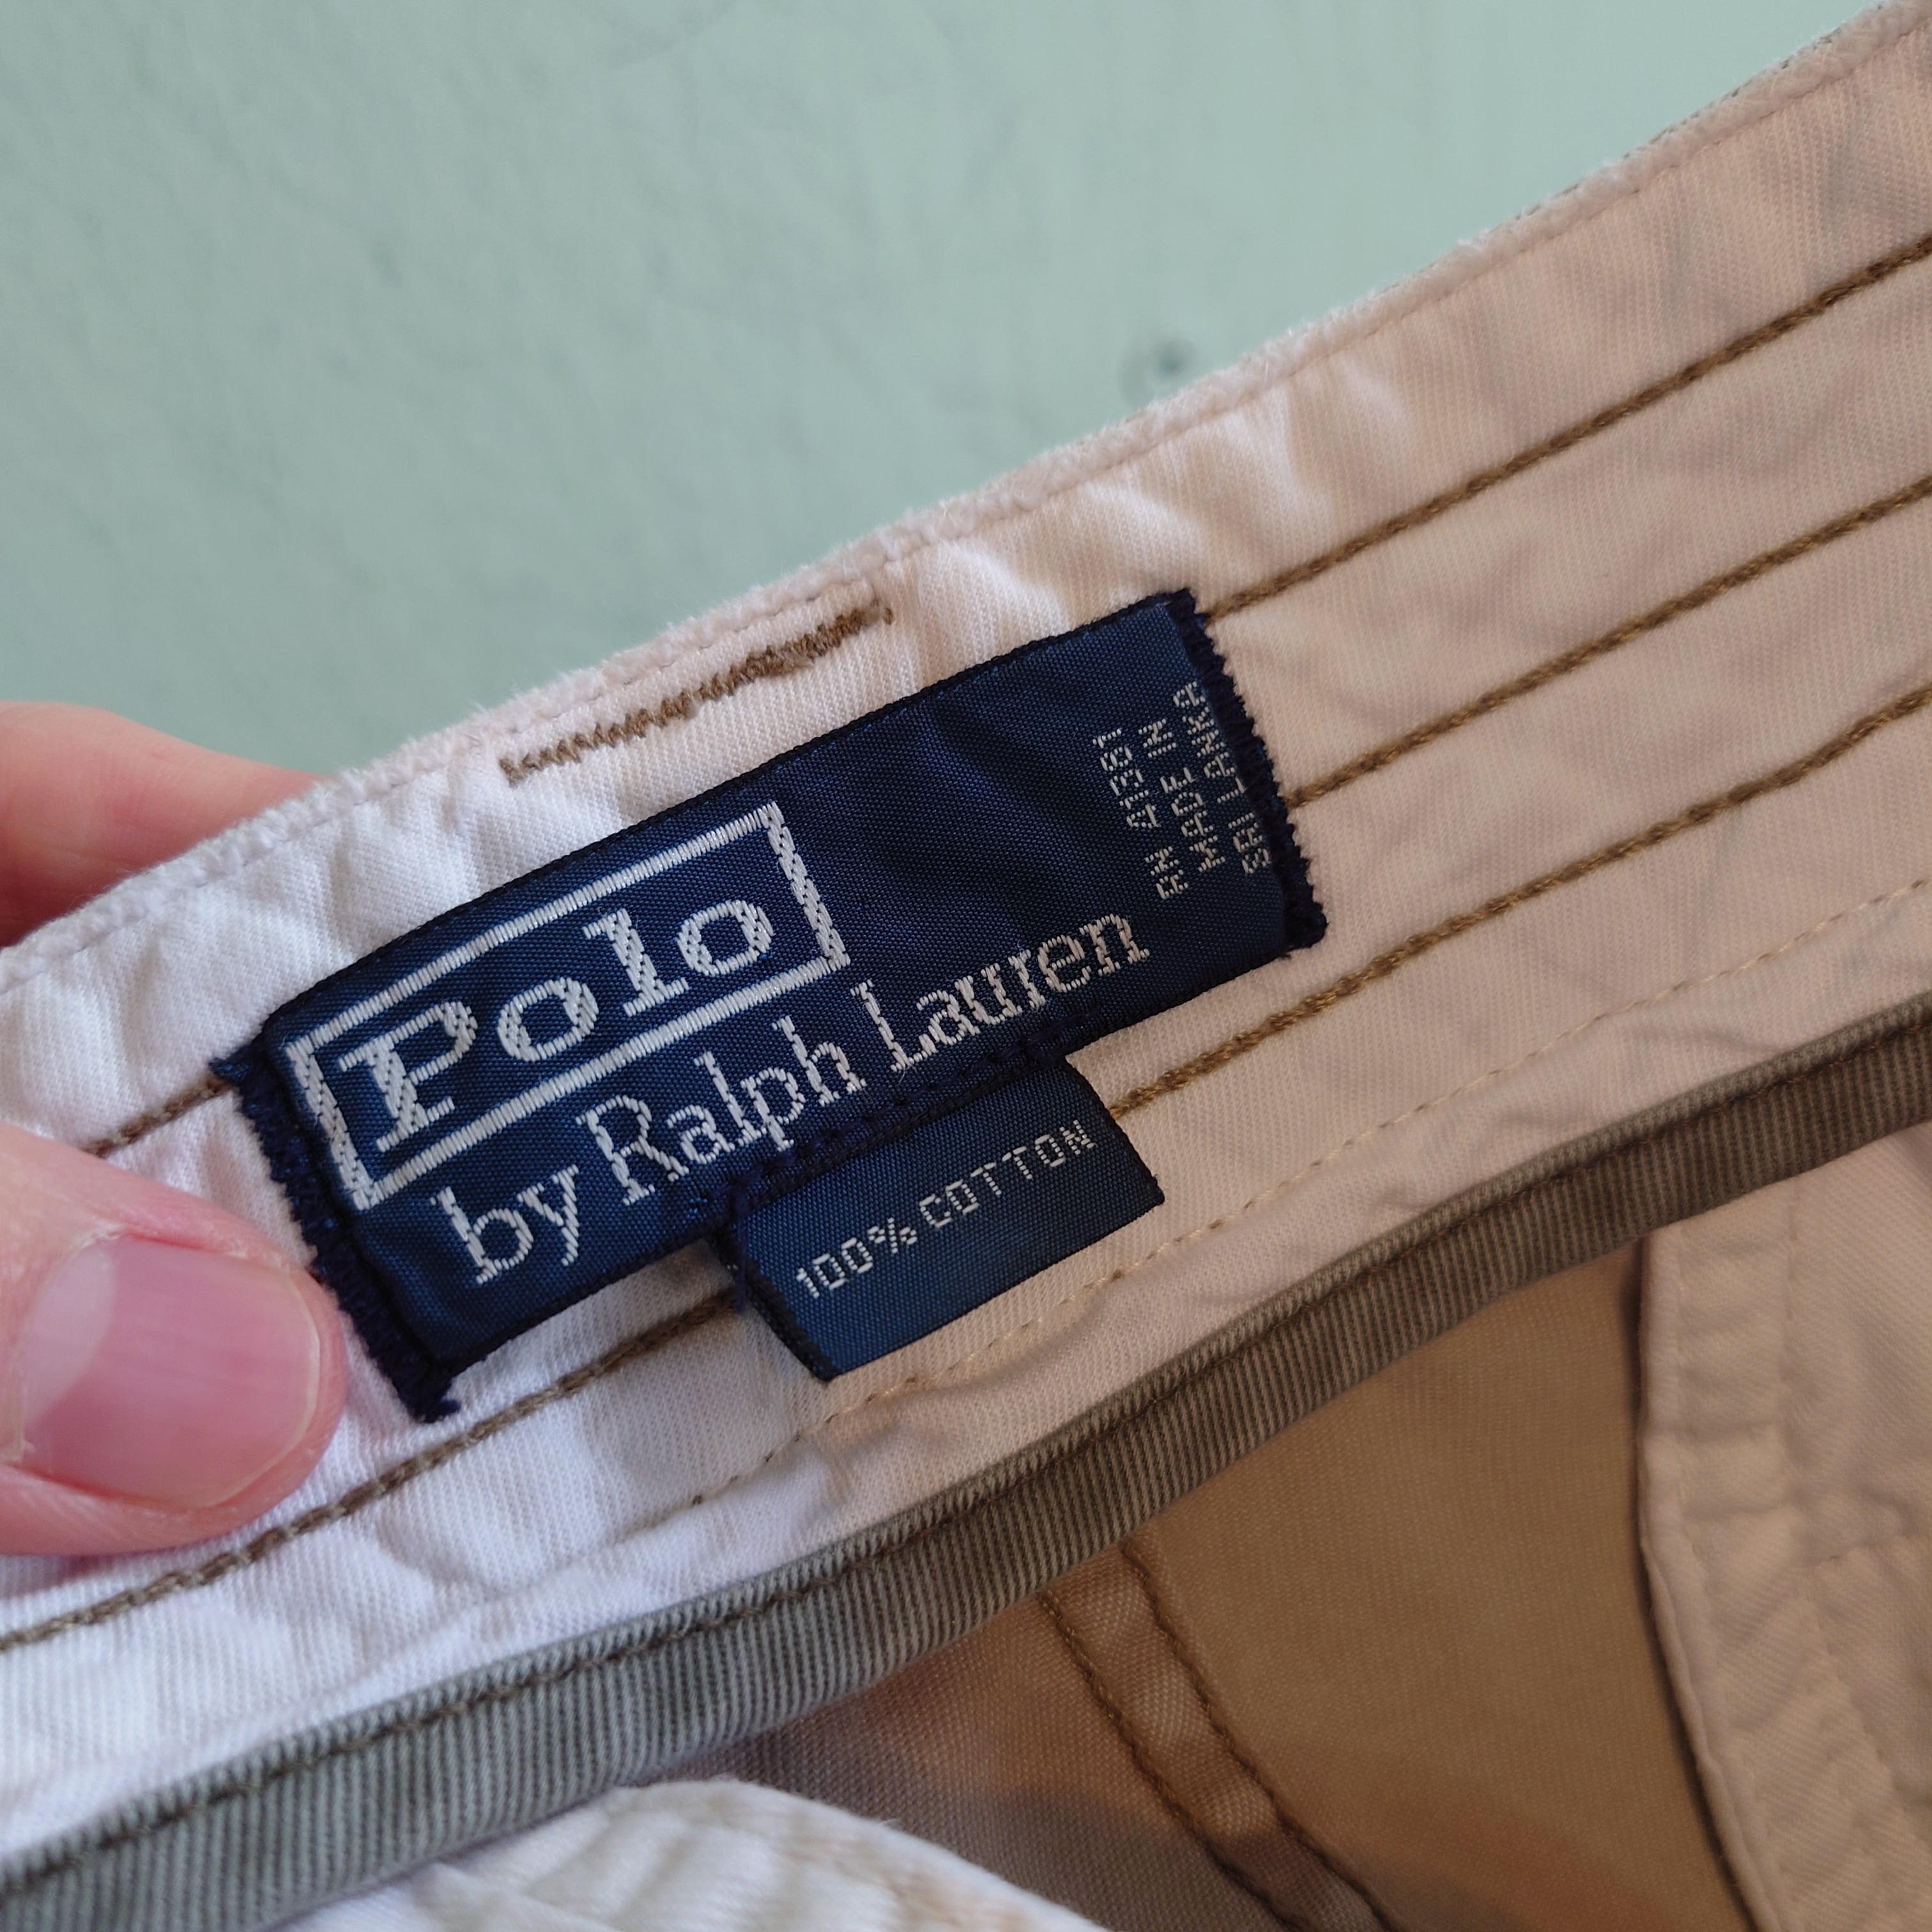 Polo
by Ralph Lauren
RN 41381
MADE IN
SRI LANKA
100% COTTON